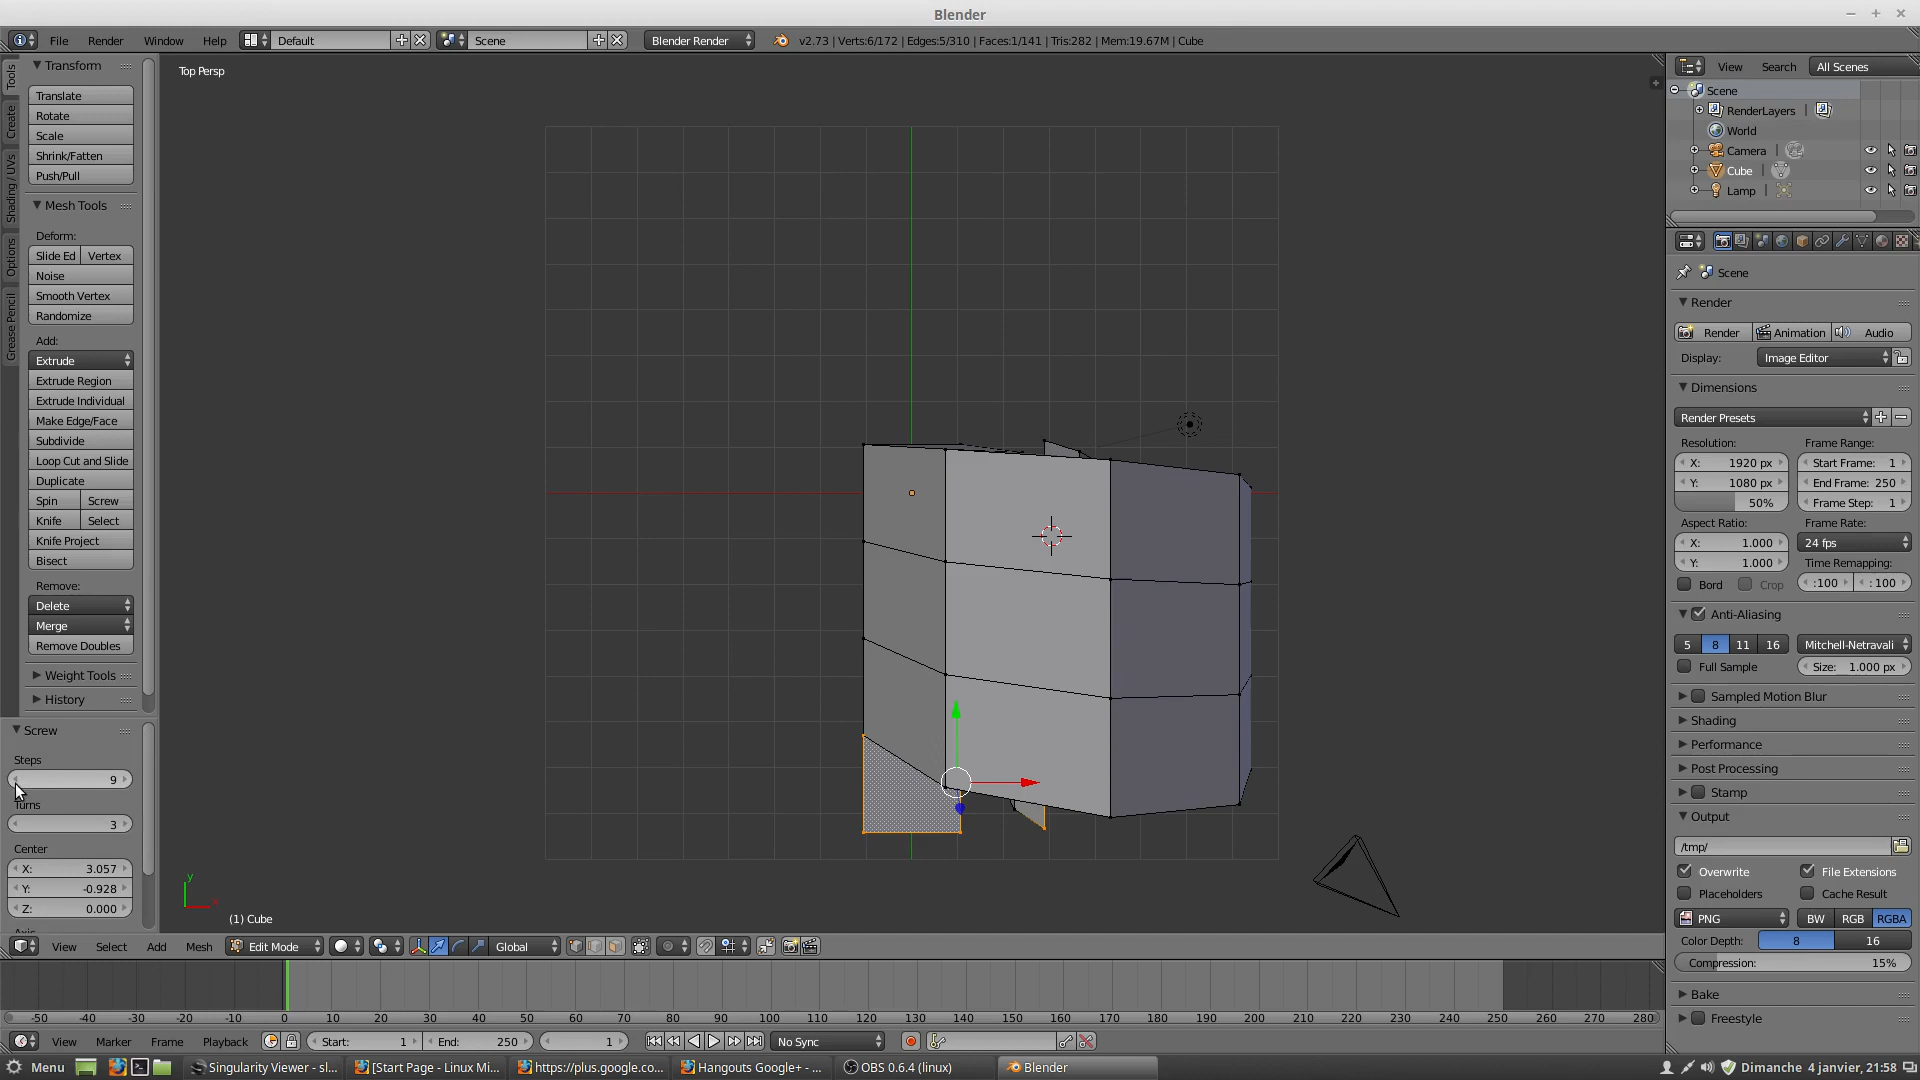 Blender
File Render Window Help Default Scene Blender Render v2.73 | Verts:6/172 | Edges:5/310 | Faces:1/141 | Tris:282 | Mem:19.67M | Cube
Top Persp
Tools
Create
Shading / UVs
Options
Grease Pencil
Transform
Translate
Rotate
Scale
Shrink/Fatten
Push/Pull
Mesh Tools
Deform:
Slide Ed Vertex
Noise
Smooth Vertex
Randomize
Add:
Extrude
Extrude Region
Extrude Individual
Make Edge/Face
Subdivide
Loop Cut and Slide
Duplicate
Spin Screw
Knife Select
Knife Project
Bisect
Remove:
Delete
Merge
Remove Doubles
Weight Tools
History
Screw
Steps
9
Turns
3
Center
X: 3.057
Y: -0.928
Z: 0.000
y
(1) Cube
View Select Add Mesh Edit Mode Global
View Search All Scenes
Scene
RenderLayers |
World
Camera |
Cube |
Lamp |
Scene
Render
Render Animation Audio
Display: Image Editor
Dimensions
Render Presets
Resolution: Frame Range:
X: 1920 px Start Frame: 1
Y: 1080 px End Frame: 250
50% Frame Step: 1
Aspect Ratio: Frame Rate:
X: 1.000 24 fps
Y: 1.000 Time Remapping:
Bord Crop :100 : 100
Anti-Aliasing
5 8 11 16 Mitchell-Netravali
Full Sample Size: 1.000 px
Sampled Motion Blur
Shading
Performance
Post Processing
Stamp
Output
/tmp/
Overwrite File Extensions
Placeholders Cache Result
PNG BW RGB RGBA
Color Depth: 8 16
Compression: 15%
Bake
Freestyle
-50 -40 -30 -20 -10 0 10 20 30 40 50 60 70 80 90 100 110 120 130 140 150 160 170 180 190 200 210 220 230 240 250 260 270 280
View Marker Frame Playback Start: 1 End: 250 1 No Sync
Menu Singularity Viewer - sl... [Start Page - Linux Mi... https://plus.google.co... Hangouts Google+ - ... OBS 0.6.4 (linux) Blender Dimanche 4 janvier, 21:58